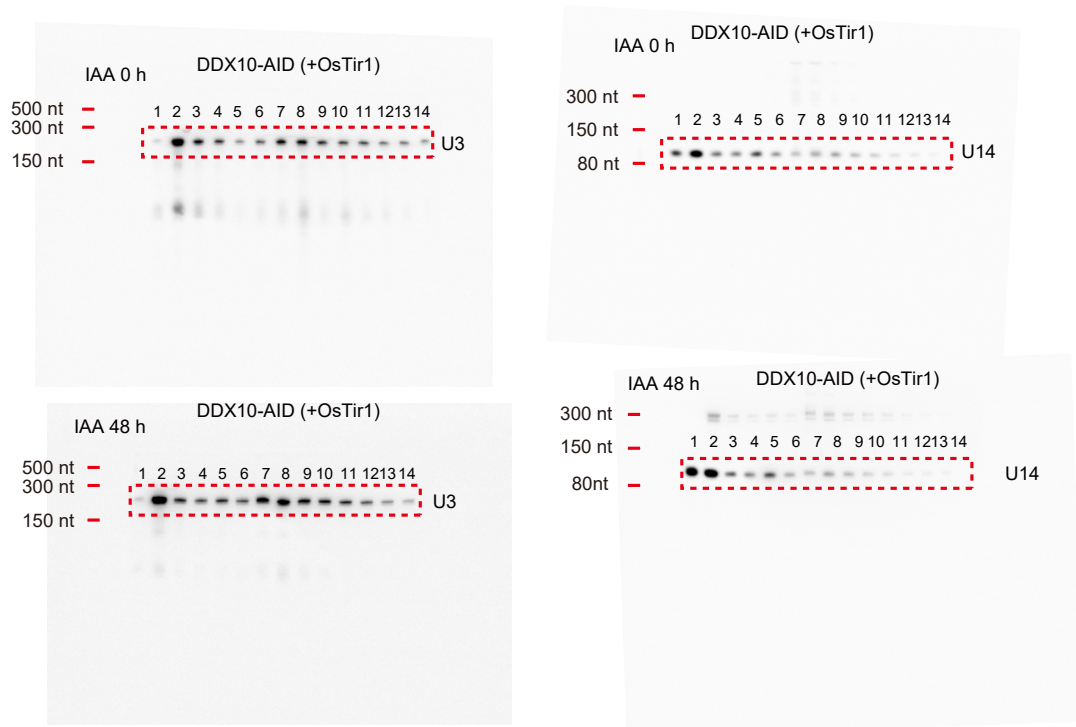 DDX10-AID (+OsTir1)
IAA 0 h
500 nt
300 nt
150 nt
1 2 3 4 5 6 7 8 9 10 11 12 13 14
U3
DDX10-AID (+OsTir1)
IAA 0 h
300 nt
150 nt
80 nt
1 2 3 4 5 6 7 8 9 10 11 12 13 14
U14
DDX10-AID (+OsTir1)
IAA 48 h
500 nt
300 nt
150 nt
1 2 3 4 5 6 7 8 9 10 11 12 13 14
U3
DDX10-AID (+OsTir1)
IAA 48 h
300 nt
150 nt
80nt
1 2 3 4 5 6 7 8 9 10 11 12 13 14
U14